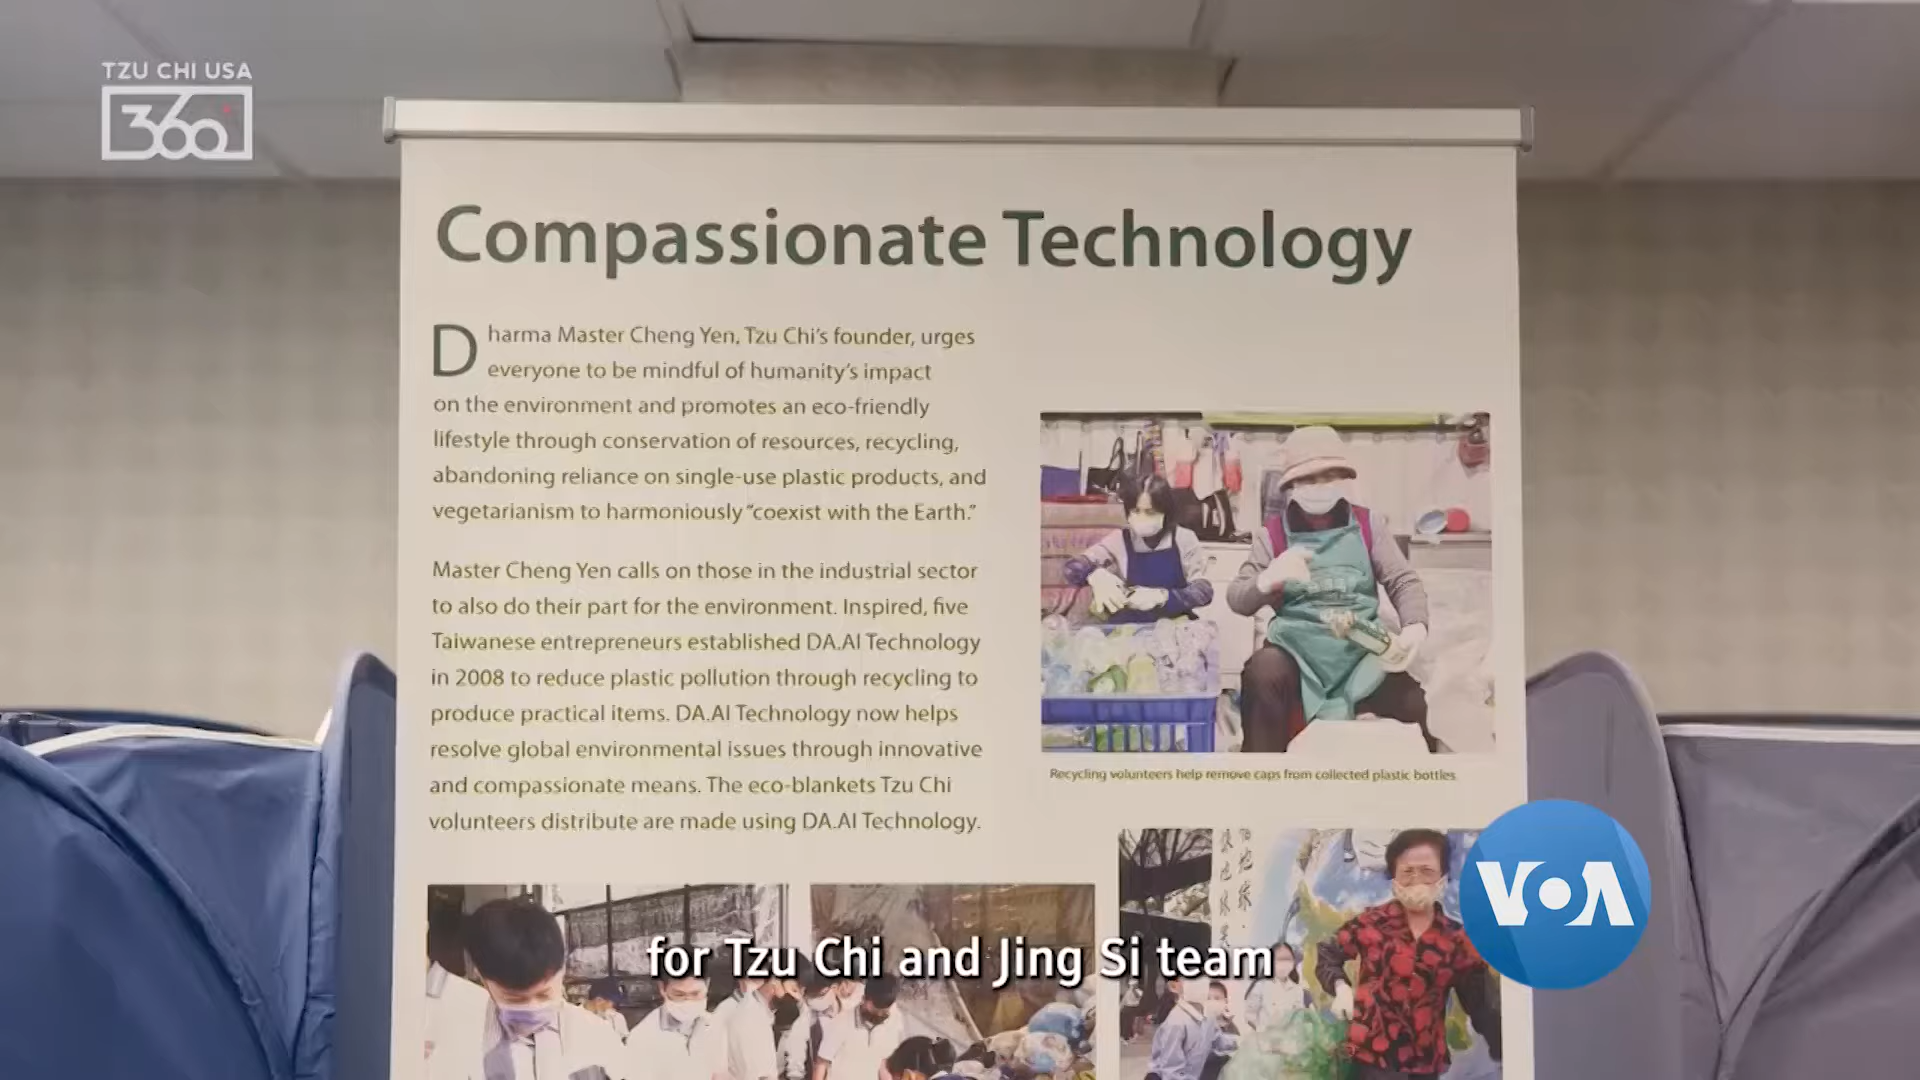 TZU CHI USA
360
Compassionate Technology
Dharma Master Cheng Yen, Tzu Chi's founder, urges
everyone to be mindful of humanity's impact
on the environment and promotes an eco-friendly
lifestyle through conservation of resources, recycling,
abandoning reliance on single-use plastic products, and
vegetarianism to harmoniously "coexist with the Earth."
Master Cheng Yen calls on those in the industrial sector
to also do their part for the environment. Inspired, five
Taiwanese entrepreneurs established DA.AI Technology
in 2008 to reduce plastic pollution through recycling to
produce practical items. DA.AI Technology now helps
resolve global environmental issues through innovative
and compassionate means. The eco-blankets Tzu Chi
volunteers distribute are made using DA.AI Technology.
Recycling volunteers help remove caps from collected plastic bottles
VOA
for Tzu Chi and Jing Si team